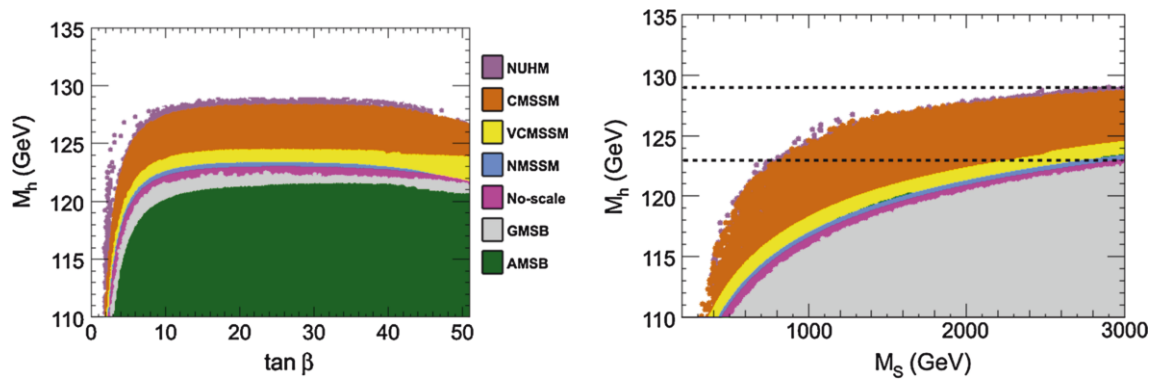 135
130
125
120
115
110
M_h (GeV)
0 10 20 30 40 50
tan β
NUHM
CMSSM
VCMSSM
NMSSM
No-scale
GMSB
AMSB
135
130
125
120
115
110
M_h (GeV)
1000 2000 3000
M_S (GeV)